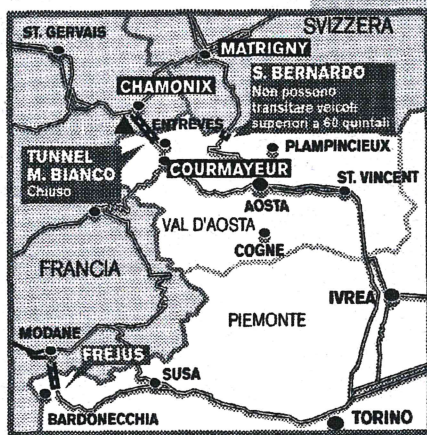 SVIZZERA
ST. GERVAIS
MATRIGNY
CHAMONIX
S. BERNARDO
Non possono
transitare veicoli
superiori a 60 quintali
ENTREVES
PLAMPINCIEUX
TUNNEL
M. BIANCO
Chiuso
COURMAYEUR
ST. VINCENT
AOSTA
VAL D'AOSTA
COGNE
FRANCIA
IVREA
PIEMONTE
MODANE
FREJUS
SUSA
BARDONECCHIA
TORINO